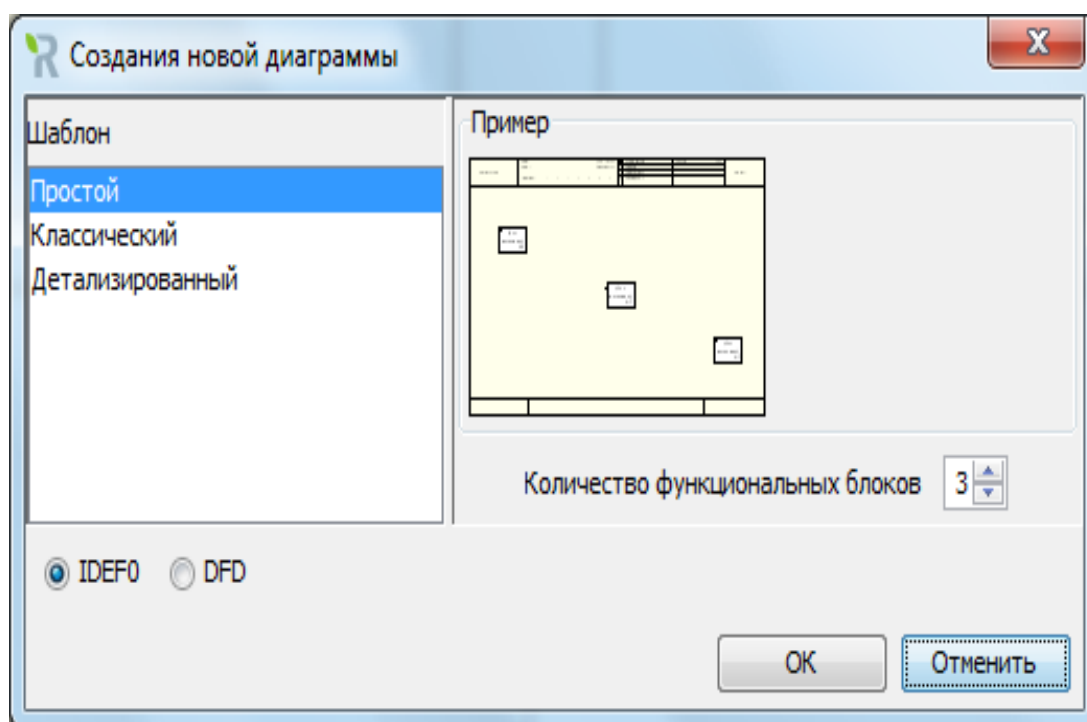 Создания новой диаграммы
Шаблон
Простой
Классический
Детализированный
Пример
Количество функциональных блоков 3
IDEF0 DFD
OK Отменить